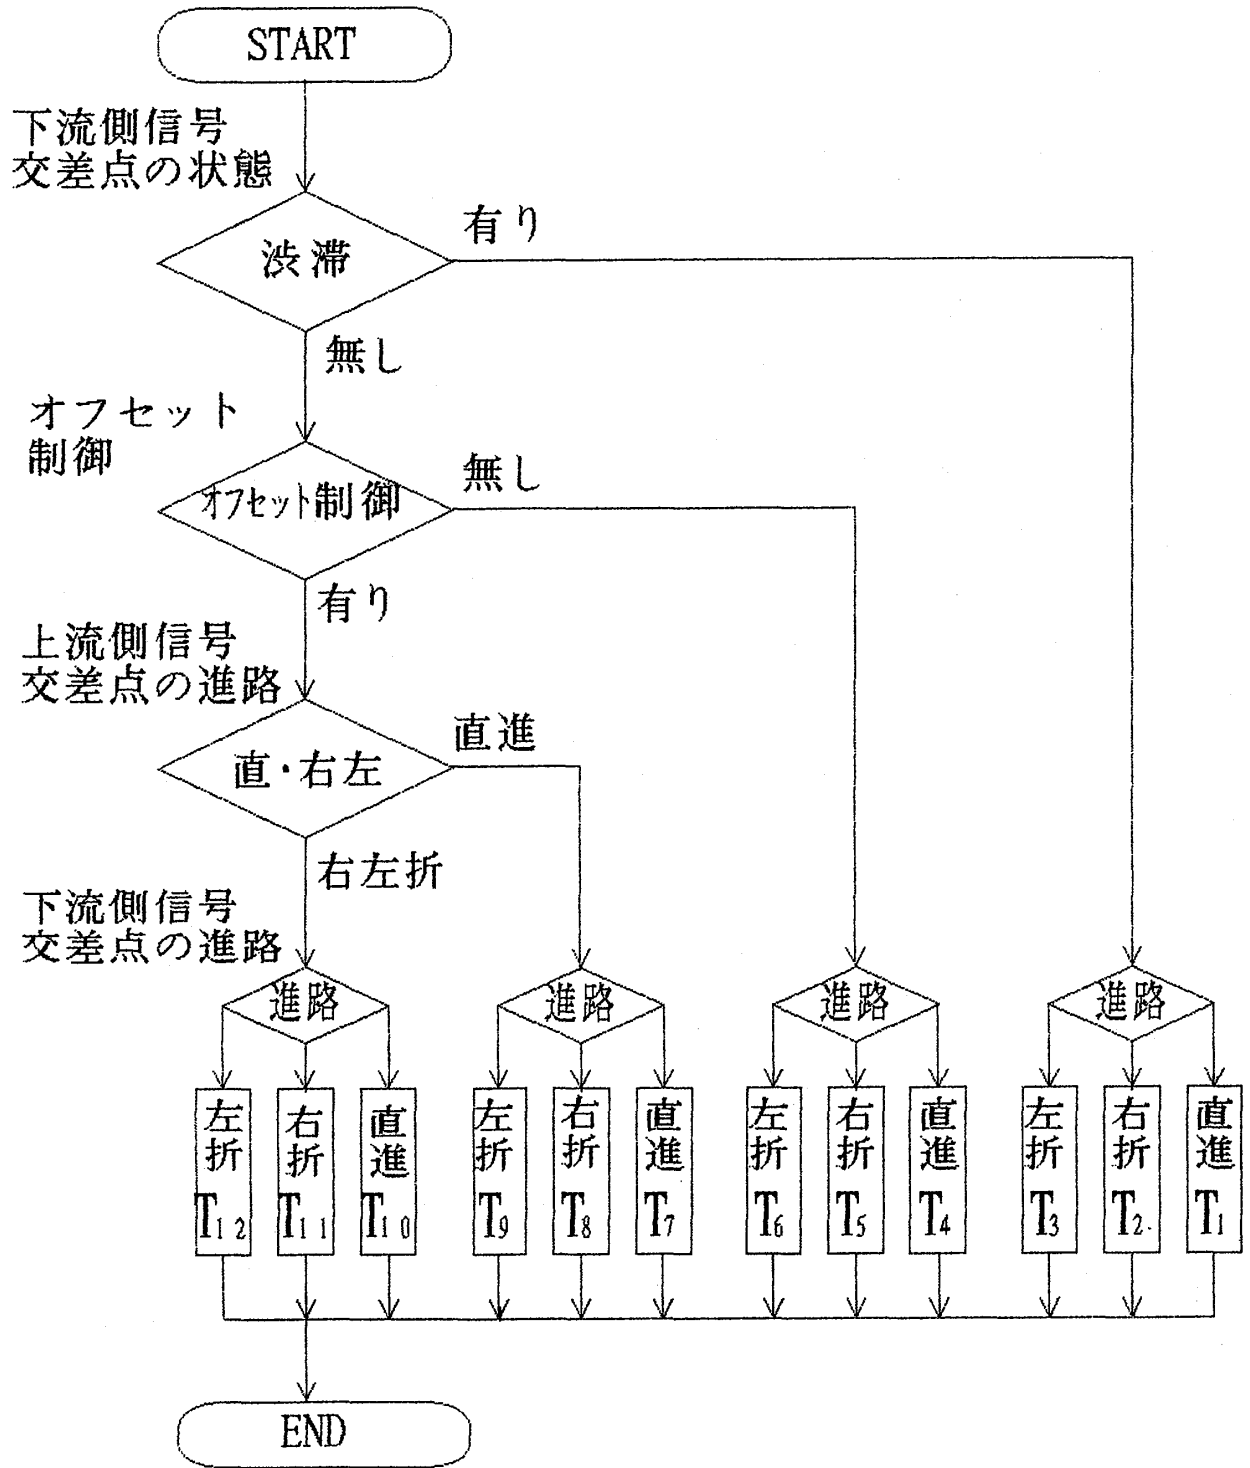 START
下流側信号
交差点の状態
有り
渋滞
無し
オフセット
制御
無し
オフセット制御
有り
上流側信号
交差点の進路
直進
直・右左
右左折
下流側信号
交差点の進路
進路
進路
進路
進路
左折
T12
右折
T11
直進
T10
左折
T9
右折
T8
直進
T7
左折
T6
右折
T5
直進
T4
左折
T3
右折
T2
直進
T1
END